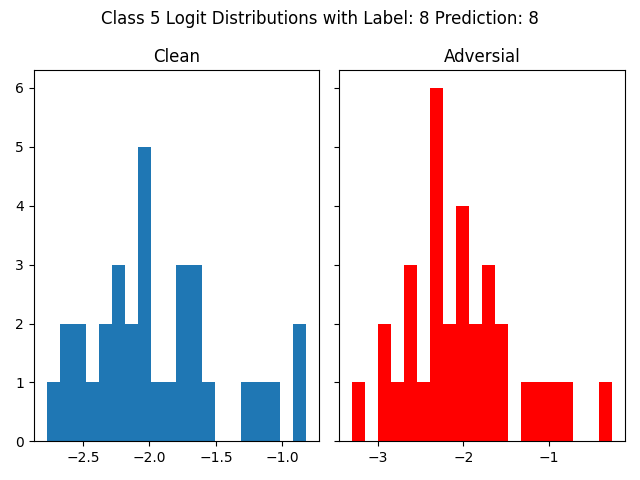 Class 5 Logit Distributions with Label: 8 Prediction: 8
Clean
Adversial
6
5
4
3
2
1
0
−2.5 −2.0 −1.5 −1.0
−3 −2 −1